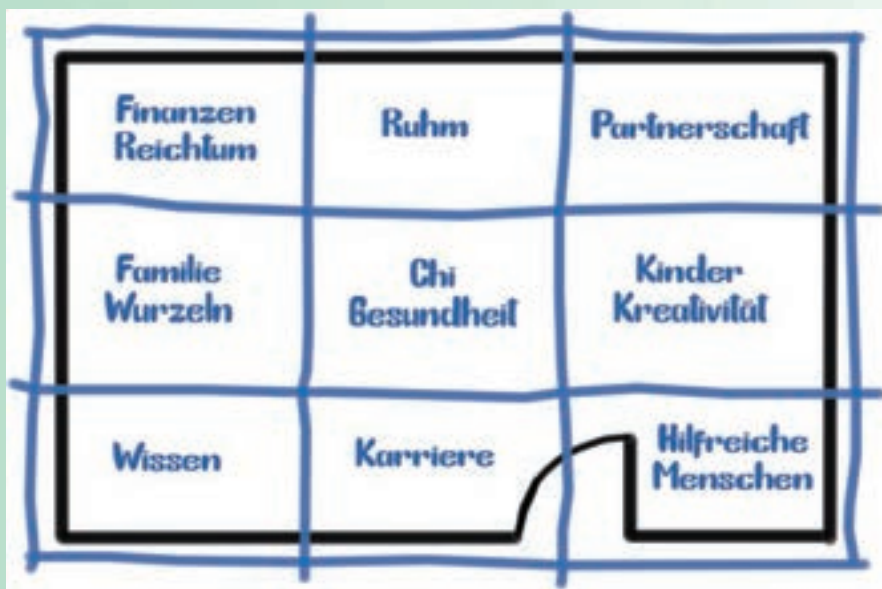 Finanzen
Reichtum
Ruhm
Partnerschaft
Familie
Wurzeln
Chi
Gesundheit
Kinder
Kreativität
Wissen
Karriere
Hilfreiche
Menschen